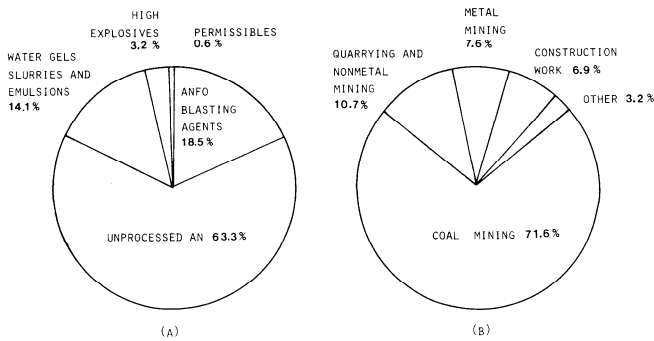 HIGH
EXPLOSIVES
3.2 %
PERMISSIBLES
0.6 %
WATER GELS
SLURRIES AND
EMULSIONS
14.1%
ANFO
BLASTING
AGENTS
18.5%
UNPROCESSED AN 63.3%
(A)
METAL
MINING
7.6%
QUARRYING AND
NONMETAL
MINING
10.7%
CONSTRUCTION
WORK 6.9%
OTHER 3.2%
COAL MINING 71.6%
(B)